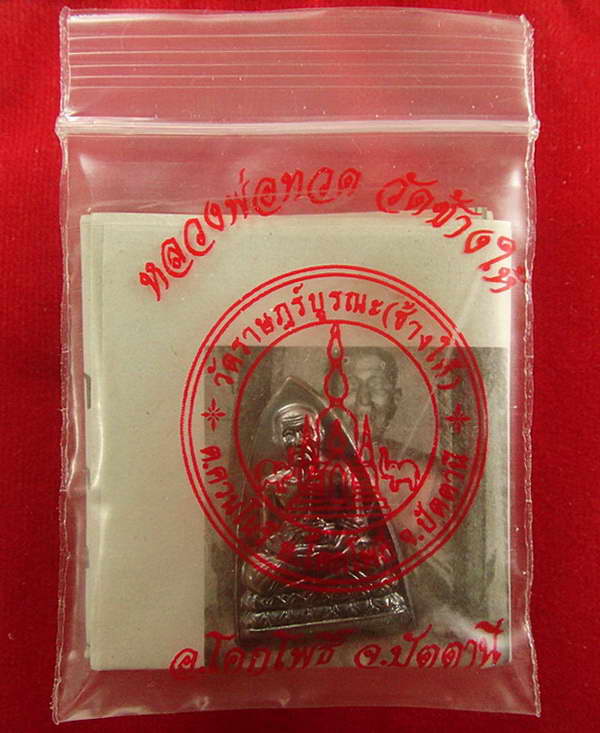 หลวงพ่อทวด วัดช้างให้
วัดราษฎร์บูรณะ(ช้างให้)
จ.ปัตตานี
อ.โคกโพธิ์ จ.ปัตตานี